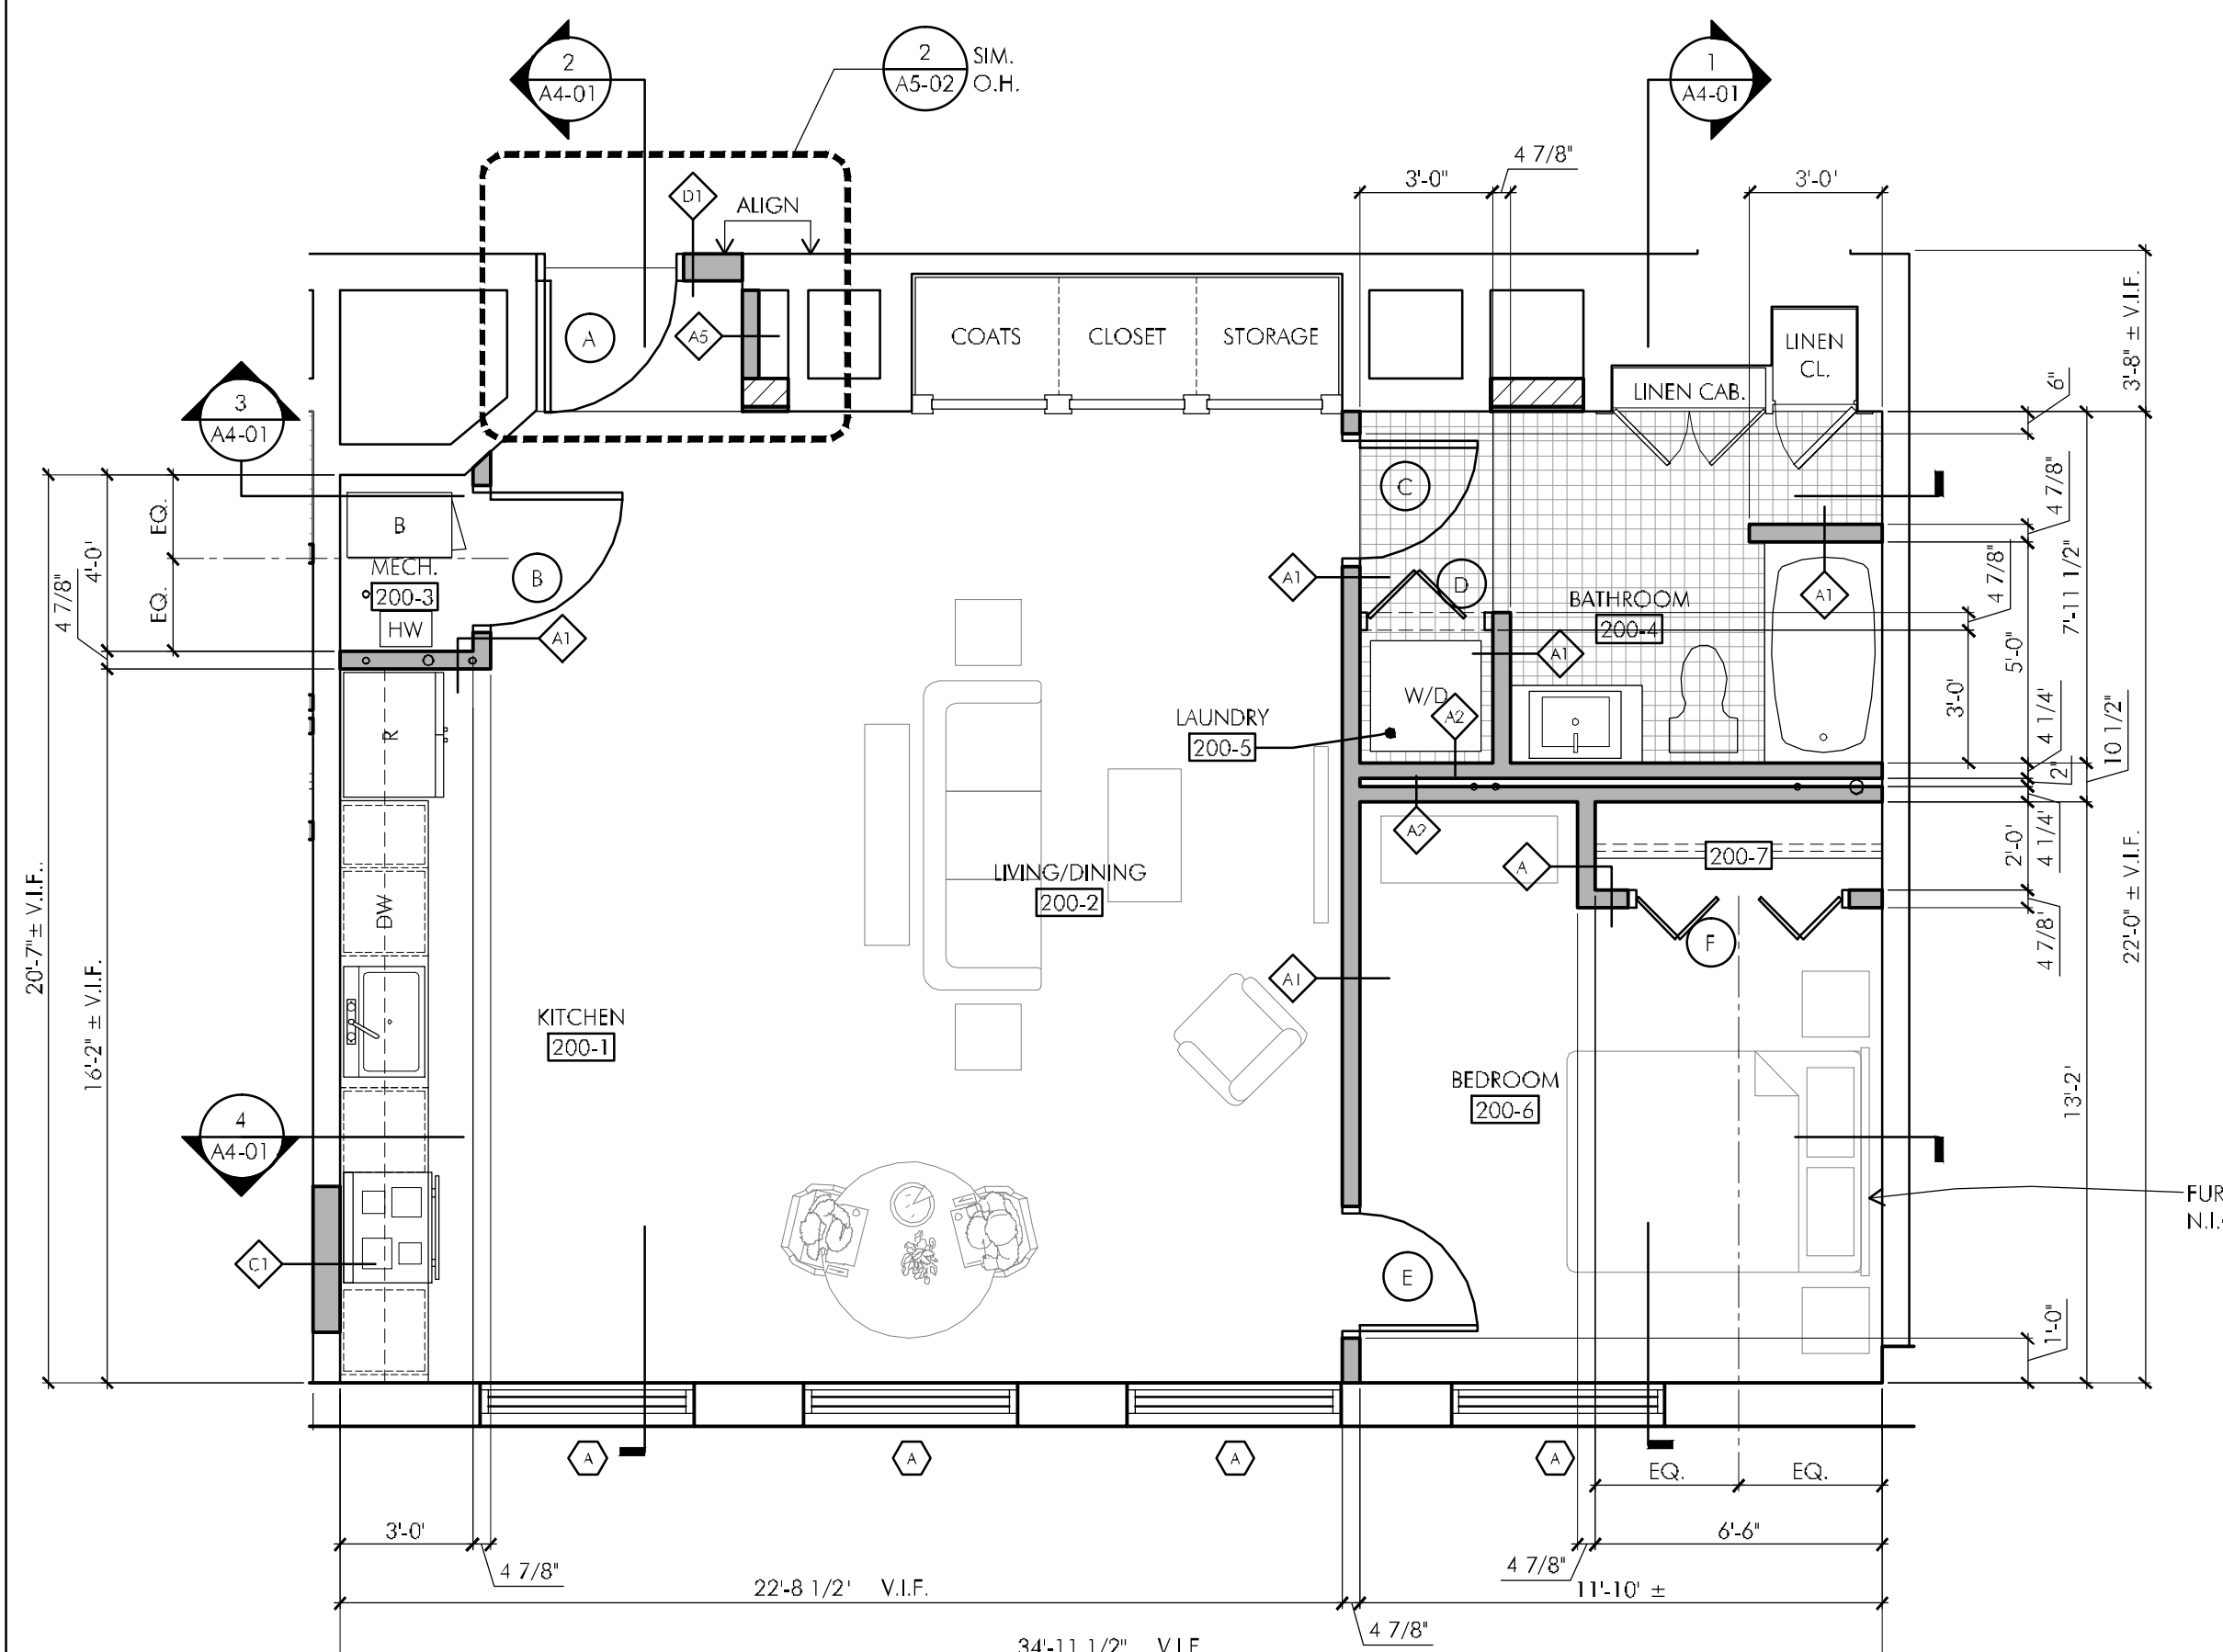 2
A4-01
2
A5-02
SIM.
O.H.
1
A4-01
4 7/8"
3'-0"
3'-0'
D1
ALIGN
3'-8" ± V.I.F.
A
A5
COATS
CLOSET
STORAGE
LINEN
CL.
LINEN CAB.
6"
3
A4-01
C
4 7/8"
EQ.
B
4'-0'
4 7/8"
EQ.
MECH.
200-3
HW
B
A1
A1
D
BATHROOM
200-4
A1
4 7/8"
5'-0"
7'-11 1/2"
A1
W/D
A2
3'-0'
4 1/4'
10 1/2"
2"
R
LAUNDRY
200-5
A2
A
200-7
2'-0'
4 1/4'
4 7/8'
22'-0" ± V.I.F.
LIVING/DINING
200-2
DW
20'-7"± V.I.F.
16'-2" ± V.I.F.
F
A1
KITCHEN
200-1
BEDROOM
200-6
13'-2'
4
A4-01
FUR
C1
E
1'-0"
A
A
A
A
EQ.
EQ.
3'-0'
4 7/8"
6'-6"
4 7/8"
22'-8 1/2' V.I.F.
11'-10' ±
4 7/8"
34'-11 1/2" V.I.F.